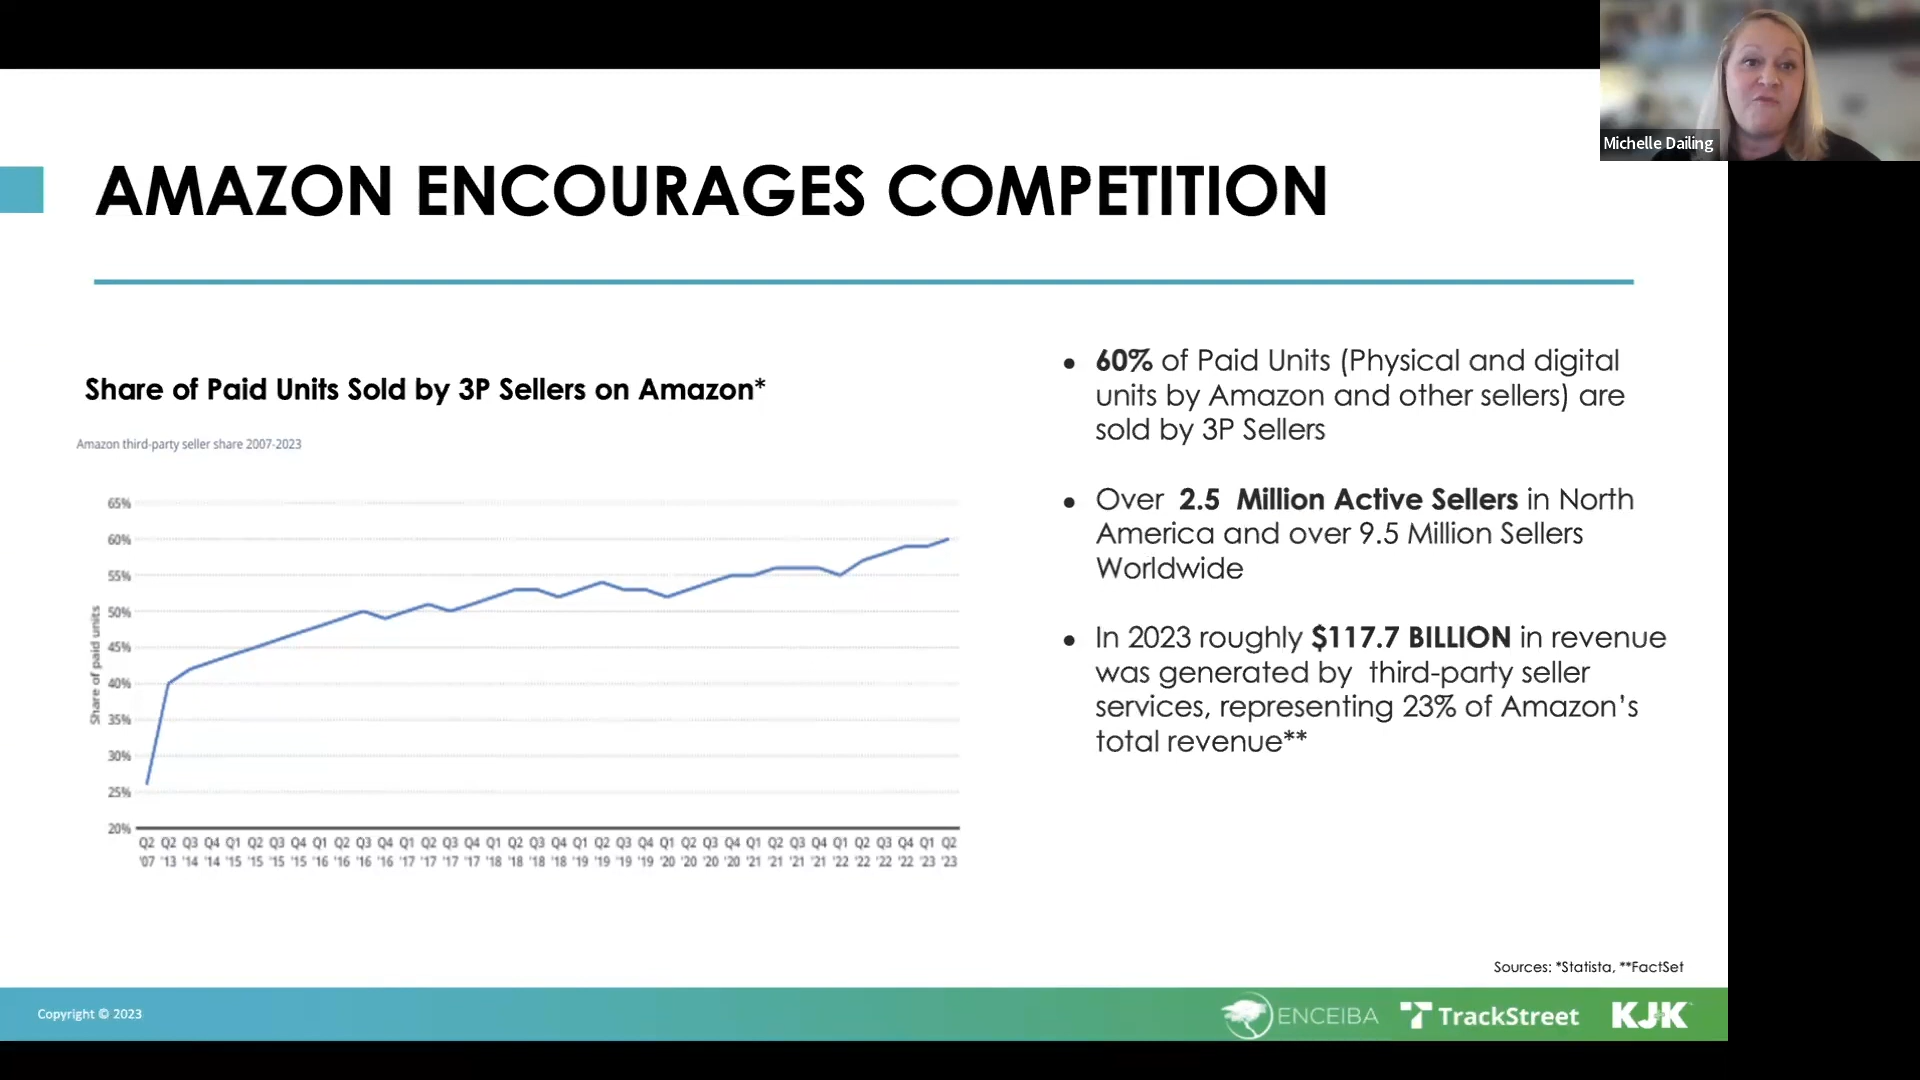 Michelle Dailing
AMAZON ENCOURAGES COMPETITION
Share of Paid Units Sold by 3P Sellers on Amazon*
Amazon third-party seller share 2007-2023
Share of paid units
65%
60%
55%
50%
45%
40%
35%
30%
25%
20%
Q2 Q2 Q3 Q4 Q1 Q2 Q3 Q4 Q1 Q2 Q3 Q4 Q1 Q2 Q3 Q4 Q1 Q2 Q3 Q4 Q1 Q2 Q3 Q4 Q1 Q2 Q3 Q4 Q1 Q2 Q3 Q4 Q1 Q2 Q3 Q4 Q1 Q2
'07 '13 '14 '14 '15 '15 '15 '15 '16 '16 '16 '16 '17 '17 '17 '17 '18 '18 '18 '18 '19 '19 '19 '19 '20 '20 '20 '20 '21 '21 '21 '21 '22 '22 '22 '22 '23 '23
• 60% of Paid Units (Physical and digital
units by Amazon and other sellers) are
sold by 3P Sellers
• Over 2.5 Million Active Sellers in North
America and over 9.5 Million Sellers
Worldwide
• In 2023 roughly $117.7 BILLION in revenue
was generated by third-party seller
services, representing 23% of Amazon's
total revenue**
Sources: *Statista, **FactSet
Copyright © 2023
ENCEIBA
TrackStreet
KJK